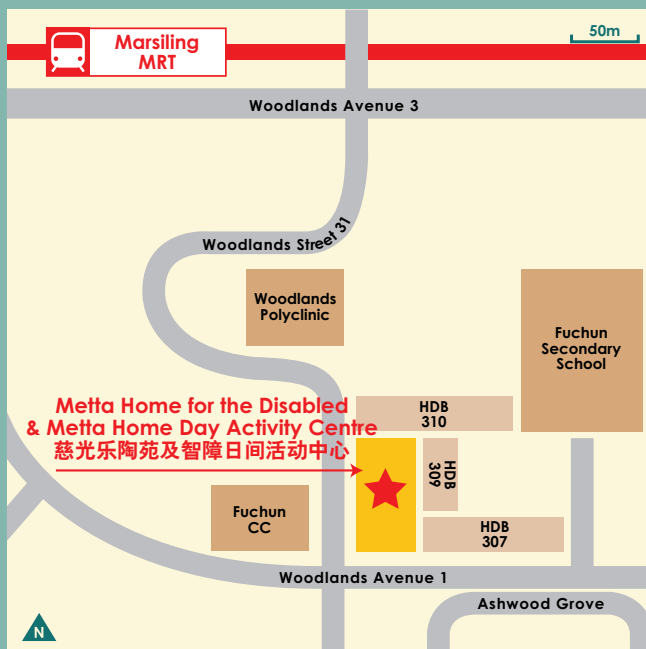 Marsiling
MRT
50m
Woodlands Avenue 3
Woodlands Street 31
Woodlands
Polyclinic
Fuchun
Secondary
School
Metta Home for the Disabled
& Metta Home Day Activity Centre
慈光乐陶苑及智障日间活动中心
HDB
310
HDB
309
Fuchun
CC
HDB
307
Woodlands Avenue 1
Ashwood Grove
N